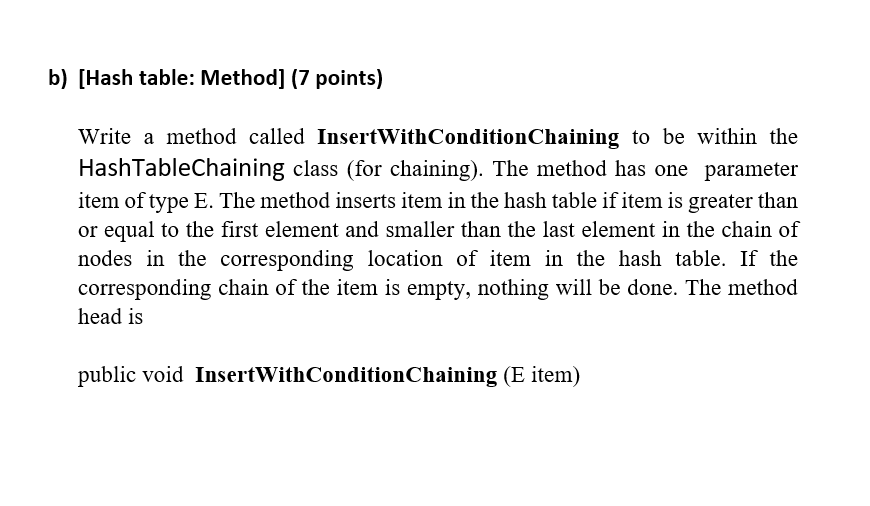 b) [Hash table: Method] (7 points)
Write a method called InsertWithConditionChaining to be within the
HashTableChaining class (for chaining). The method has one parameter
item of type E. The method inserts item in the hash table if item is greater than
or equal to the first element and smaller than the last element in the chain of
nodes in the corresponding location of item in the hash table. If the
corresponding chain of the item is empty, nothing will be done. The method
head is
public void InsertWithConditionChaining (E item)